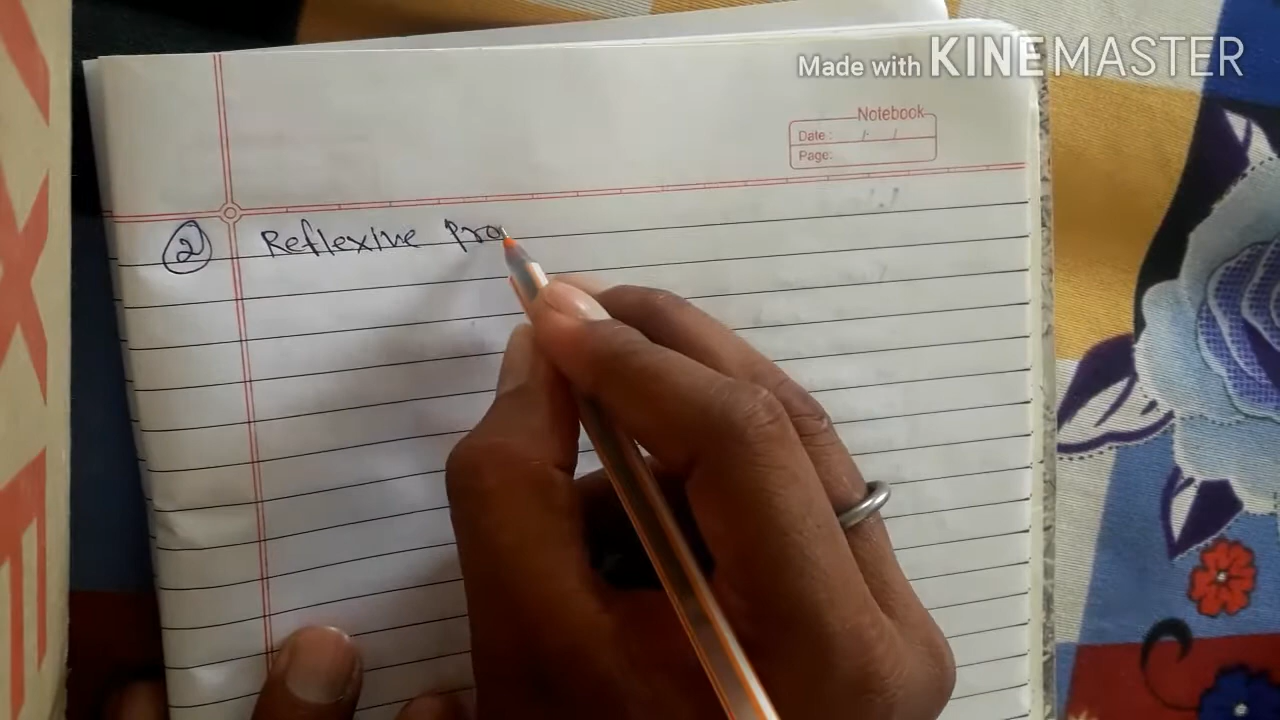 Made with KINEMASTER
Notebook
Date : / /
Page:
② Reflexive Pro